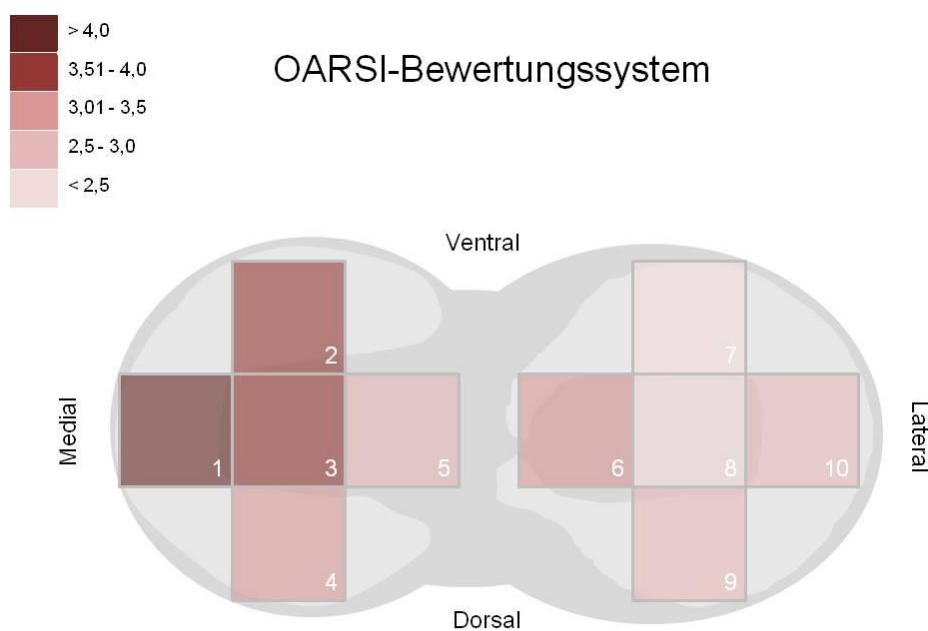 > 4,0
3,51 - 4,0
3,01 - 3,5
2,5 - 3,0
< 2,5
OARSI-Bewertungssystem
Ventral
Medial
Lateral
Dorsal
1
2
3
4
5
6
7
8
9
10